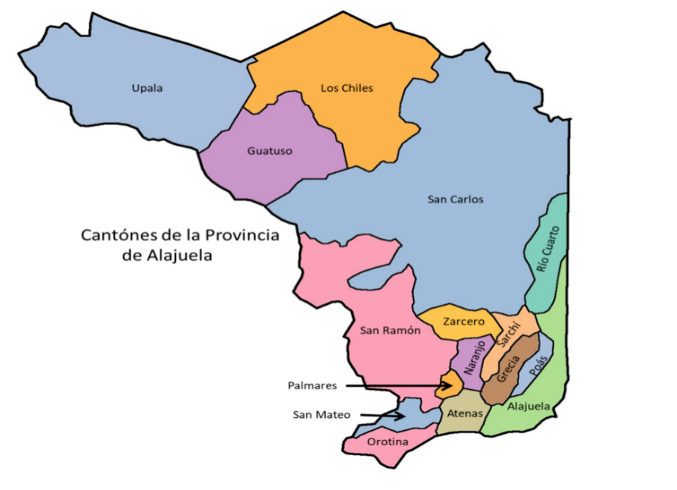 Upala
Los Chiles
Guatuso
San Carlos
Cantónes de la Provincia
de Alajuela
Río Cuarto
Zarcero
Sarchí
San Ramón
Naranjo
Grecia
Poás
Palmares
San Mateo
Atenas
Alajuela
Orotina